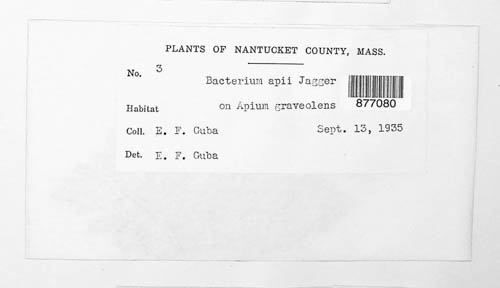 PLANTS OF NANTUCKET COUNTY, MASS.
No. 3
Bacterium apii Jagger
877080
Habitat on Apium graveolens
Coll. E. F. Guba Sept. 13, 1935
Det. E. F. Guba